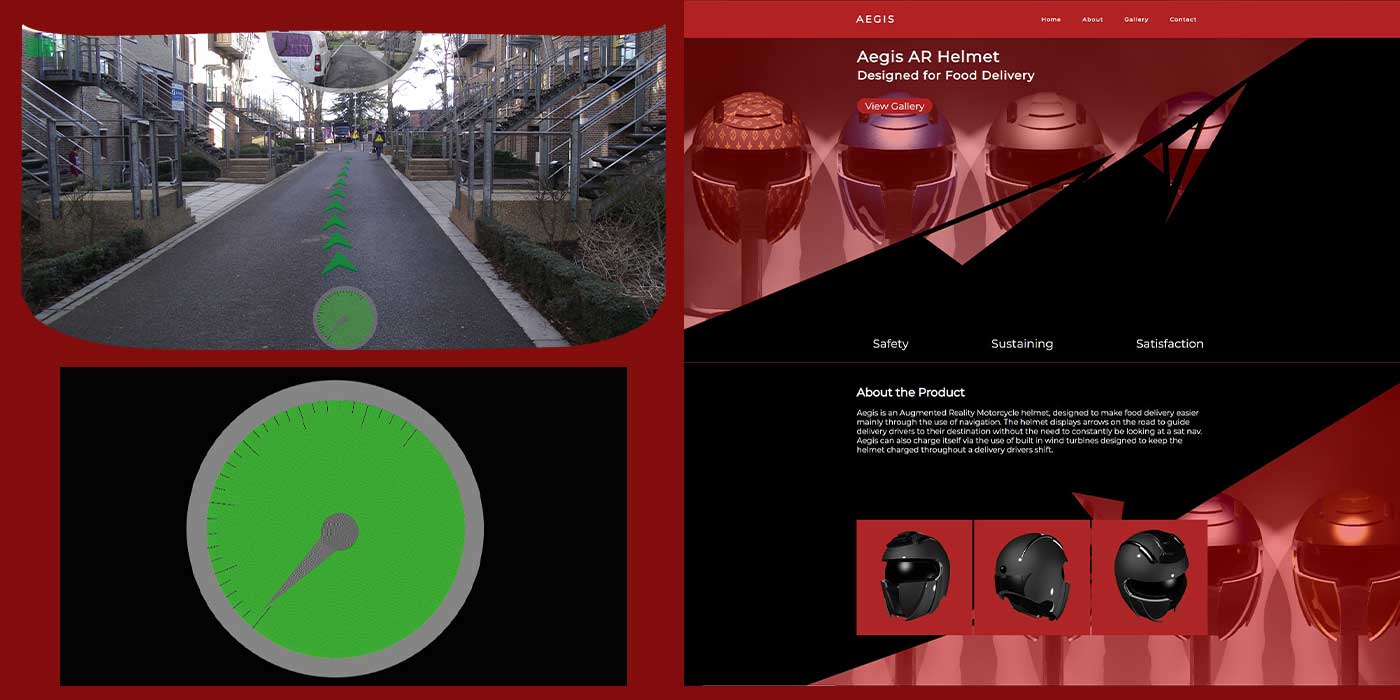 AEGIS
Home About Gallery Contact
Aegis AR Helmet
Designed for Food Delivery
View Gallery
Safety Sustaining Satisfaction
About the Product
Aegis is an Augmented Reality Motorcycle helmet, designed to make food delivery easier
mainly through the use of navigation. The helmet displays arrows on the road to guide
delivery drivers to their destination without the need to constantly be looking at a sat nav.
Aegis can also charge itself via the use of built in wind turbines designed to keep the
helmet charged throughout a delivery drivers shift.